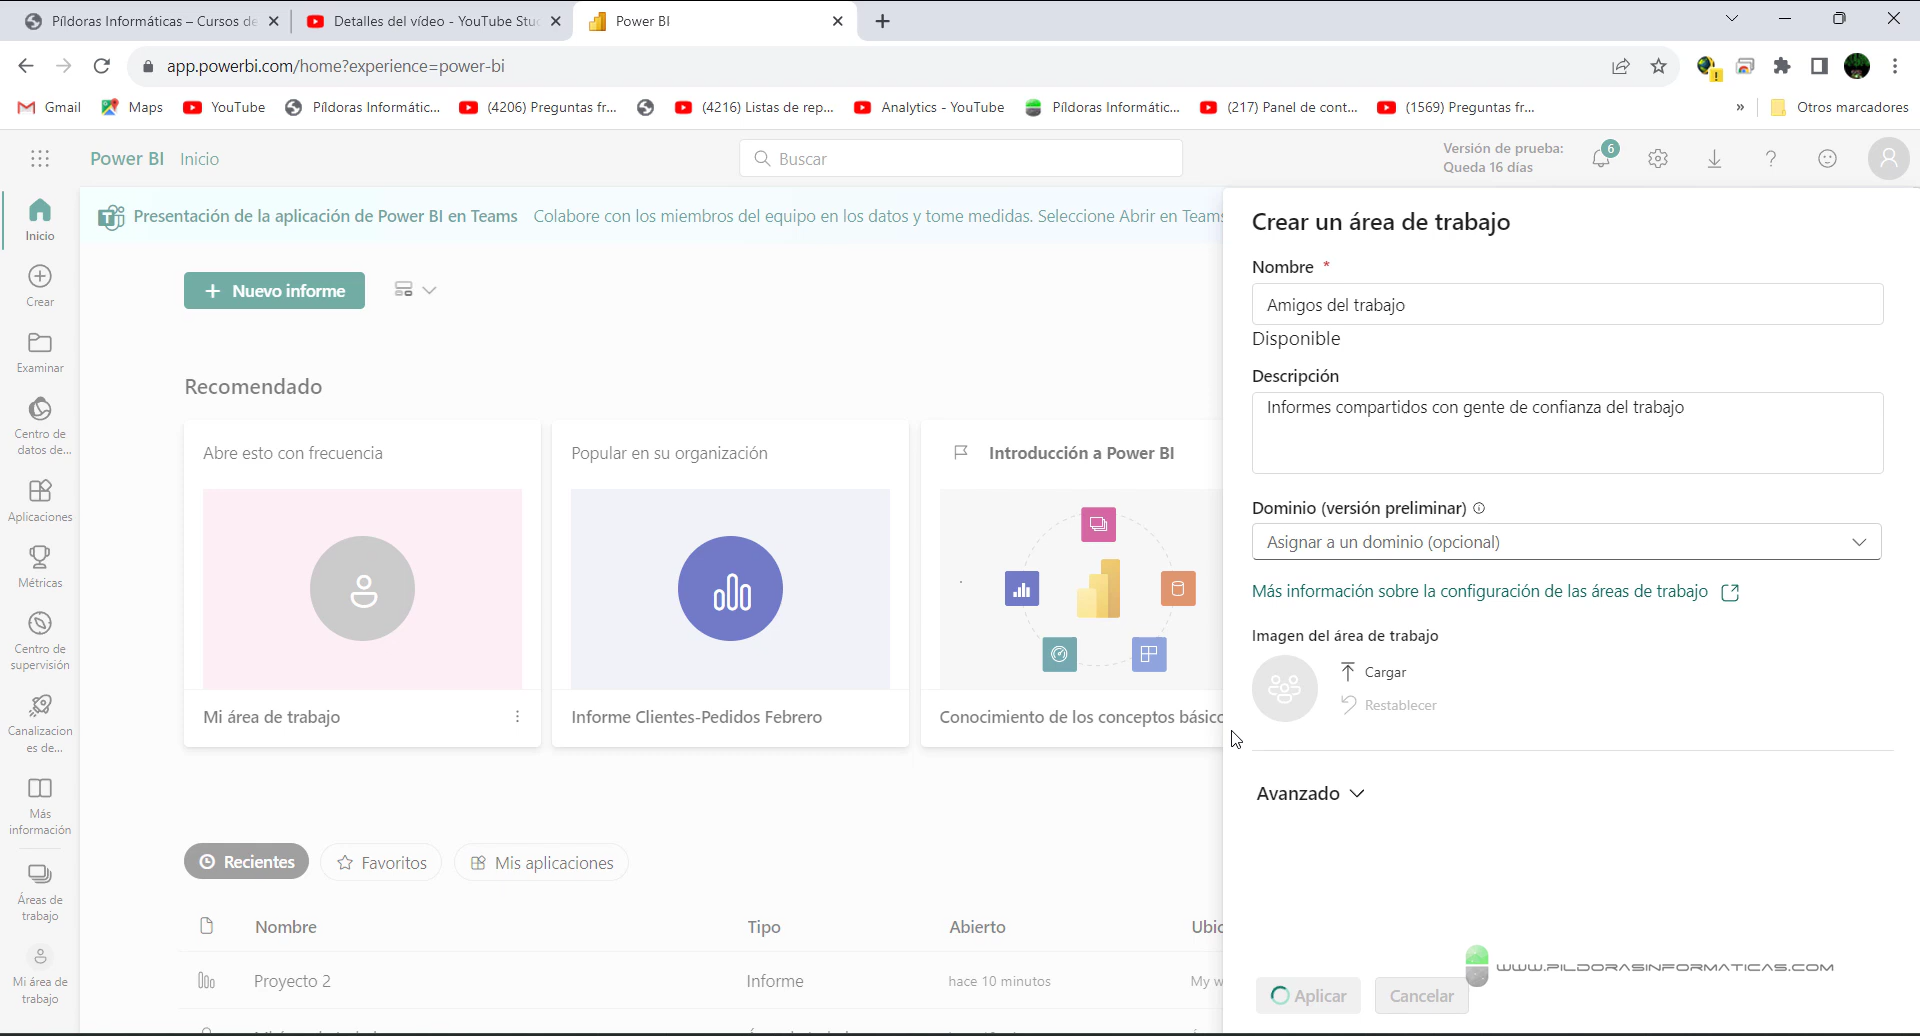 Píldoras Informáticas – Cursos de
Detalles del vídeo - YouTube Stu
Power BI
app.powerbi.com/home?experience=power-bi
Gmail
Maps
YouTube
Píldoras Informátic...
(4206) Preguntas fr...
(4216) Listas de rep...
Analytics - YouTube
Píldoras Informátic...
(217) Panel de cont...
(1569) Preguntas fr...
»
Otros marcadores
Power BI Inicio
Buscar
Versión de prueba:
Queda 16 días
6
Inicio
Crear
Examinar
Centro de
datos de...
Aplicaciones
Métricas
Centro de
supervisión
Canalizacion
es de...
Más
información
Áreas de
trabajo
Mi área de
trabajo
Presentación de la aplicación de Power BI en Teams Colabore con los miembros del equipo en los datos y tome medidas. Seleccione Abrir en Teams
Nuevo informe
Recomendado
Abre esto con frecuencia
Mi área de trabajo
Popular en su organización
Informe Clientes-Pedidos Febrero
Introducción a Power BI
Conocimiento de los conceptos básico
Recientes
Favoritos
Mis aplicaciones
Nombre Tipo Abierto Ubic
Proyecto 2 Informe hace 10 minutos My w
Crear un área de trabajo
Nombre *
Amigos del trabajo
Disponible
Descripción
Informes compartidos con gente de confianza del trabajo
Dominio (versión preliminar)
Asignar a un dominio (opcional)
Más información sobre la configuración de las áreas de trabajo
Imagen del área de trabajo
Cargar
Restablecer
Avanzado
Aplicar
Cancelar
WWW.PILDORASINFORMATICAS.COM